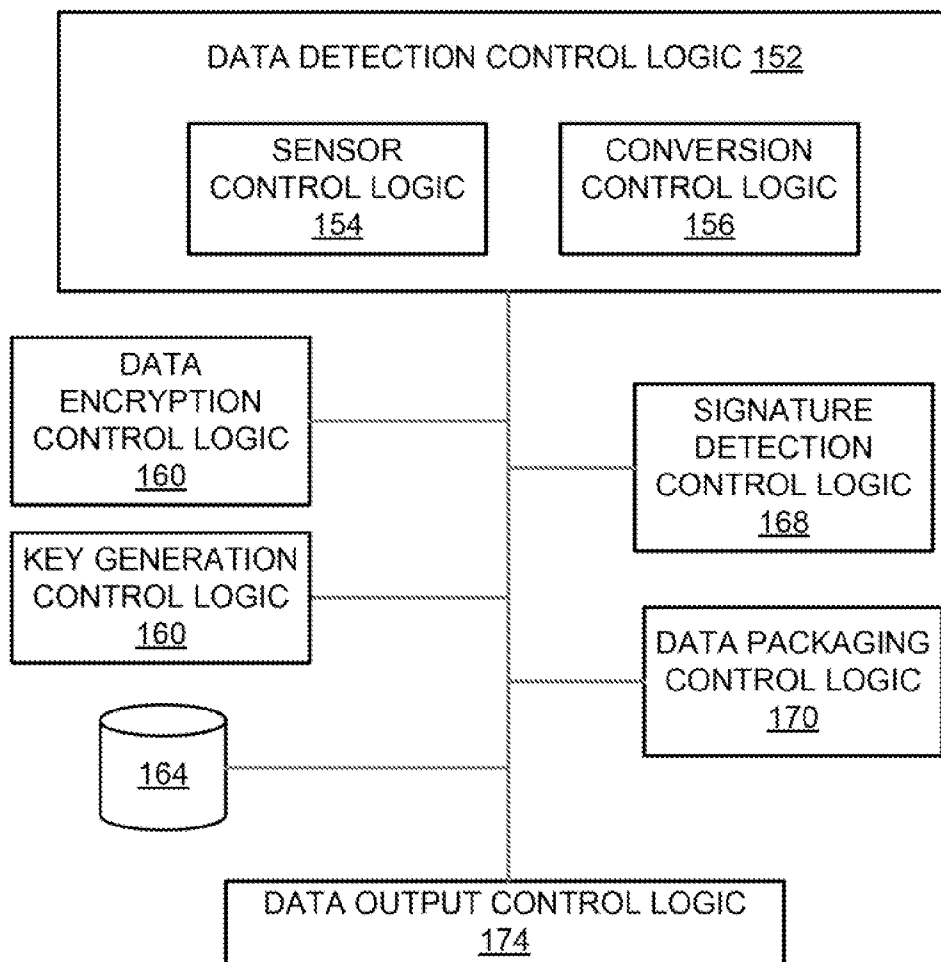 DATA DETECTION CONTROL LOGIC 152
SENSOR
CONTROL LOGIC
154
CONVERSION
CONTROL LOGIC
156
DATA
ENCRYPTION
CONTROL LOGIC
160
SIGNATURE
DETECTION
CONTROL LOGIC
168
KEY GENERATION
CONTROL LOGIC
160
DATA PACKAGING
CONTROL LOGIC
170
164
DATA OUTPUT CONTROL LOGIC
174